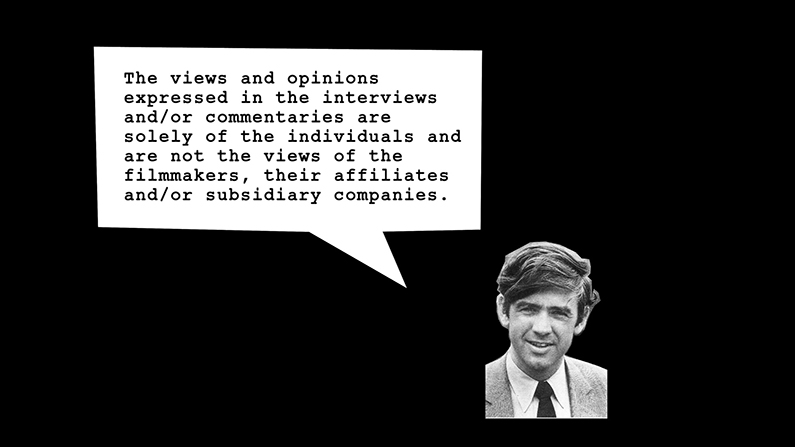 The views and opinions
expressed in the interviews
and/or commentaries are
solely of the individuals and
are not the views of the
filmmakers, their affiliates
and/or subsidiary companies.